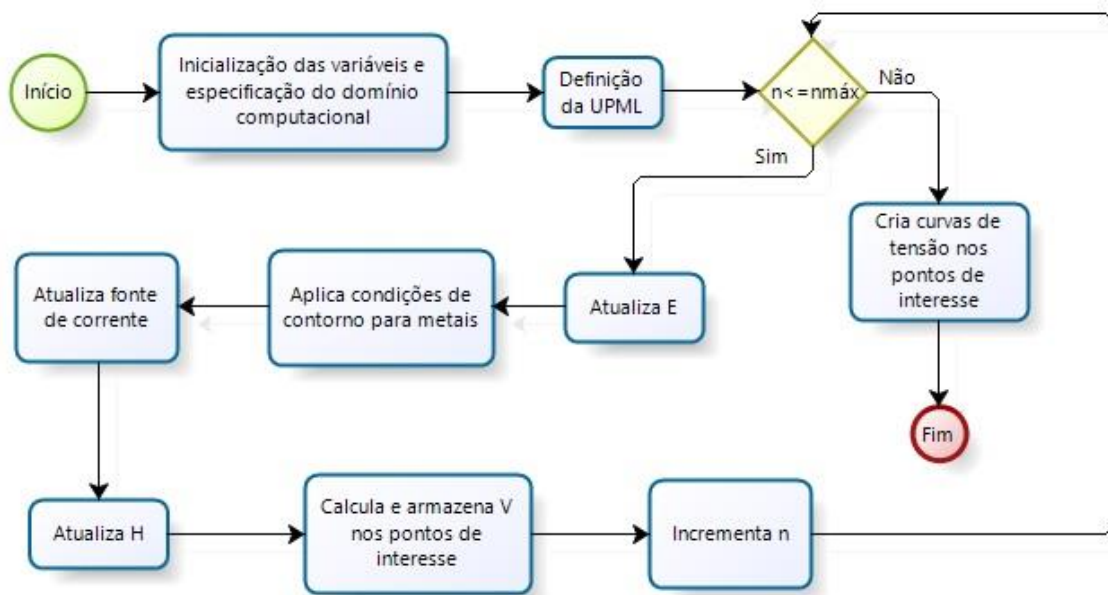 Início
Inicialização das variáveis e
especificação do domínio
computacional
Definição
da UPML
n<=nmáx
Não
Sim
Cria curvas de
tensão nos
pontos de
interesse
Atualiza E
Aplica condições de
contorno para metais
Atualiza fonte
de corrente
Fim
Atualiza H
Calcula e armazena V
nos pontos de
interesse
Incrementa n